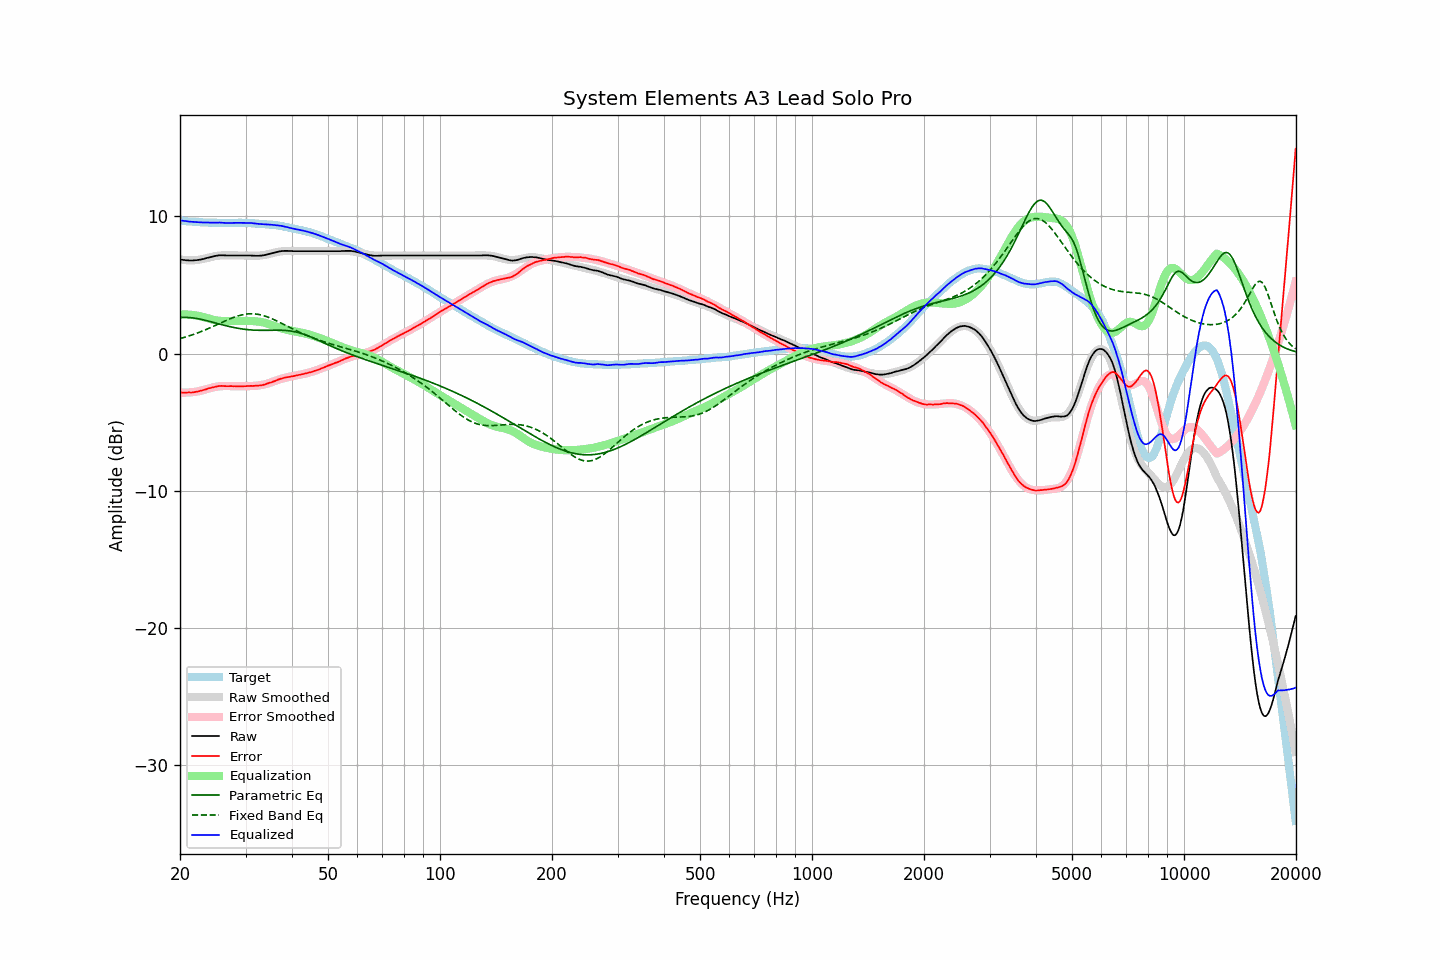 System Elements A3 Lead Solo Pro
Amplitude (dBr)
10
0
−10
−20
−30
Target
Raw Smoothed
Error Smoothed
Raw
Error
Equalization
Parametric Eq
Fixed Band Eq
Equalized
20 50 100 200 500 1000 2000 5000 10000 20000
Frequency (Hz)